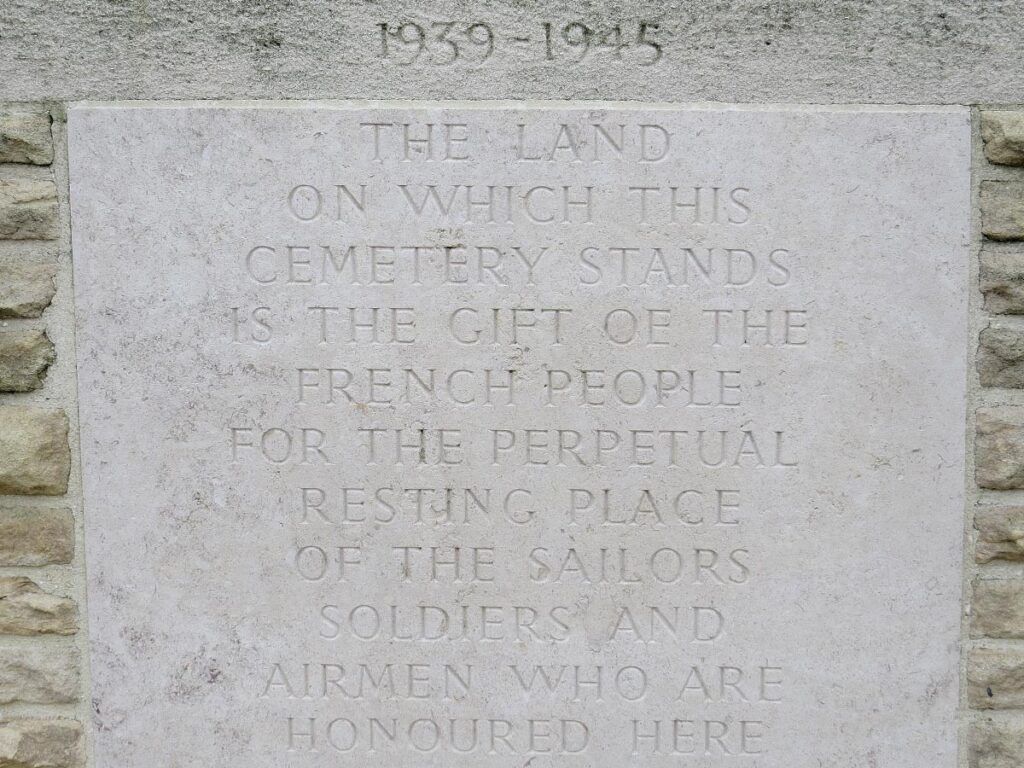 1939-1945
THE LAND
ON WHICH THIS
CEMETERY STANDS
IS THE GIFT OF THE
FRENCH PEOPLE
FOR THE PERPETUAL
RESTING PLACE
OF THE SAILORS
SOLDIERS AND
AIRMEN WHO ARE
HONOURED HERE